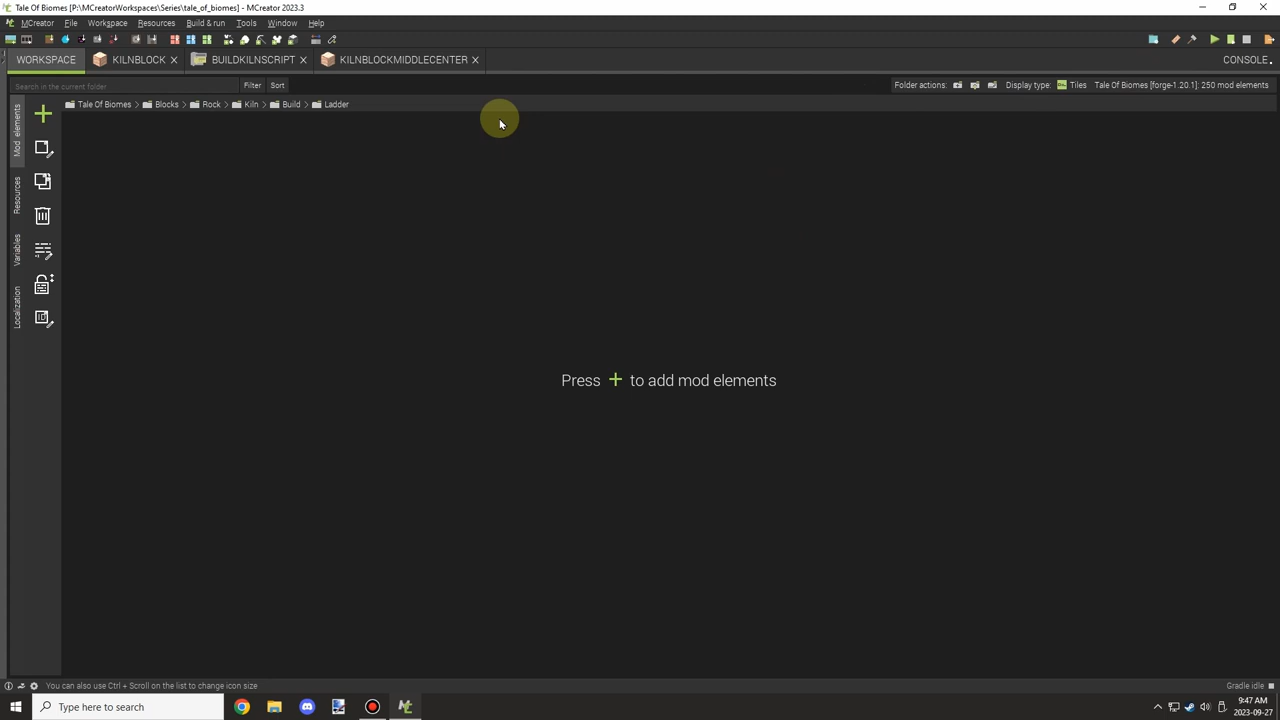 Tale Of Biomes [P:\MCreatorWorkspaces\Series\tale_of_biomes] - MCreator 2023.3
MCreator File Workspace Resources Build & run Tools Window Help
WORKSPACE KILNBLOCK BUILDKILNSCRIPT KILNBLOCKMIDDLECENTER CONSOLE
Search in the current folder Filter Sort Folder actions: Display type: Tiles Tale Of Biomes [forge-1.20.1]: 250 mod elements
Tale Of Biomes > Blocks > Rock > Kiln > Build > Ladder
Mod elements
Resources
Variables
Localization
Press + to add mod elements
You can also use Ctrl + Scroll on the list to change icon size Gradle idle
Type here to search 9:47 AM
2023-09-27